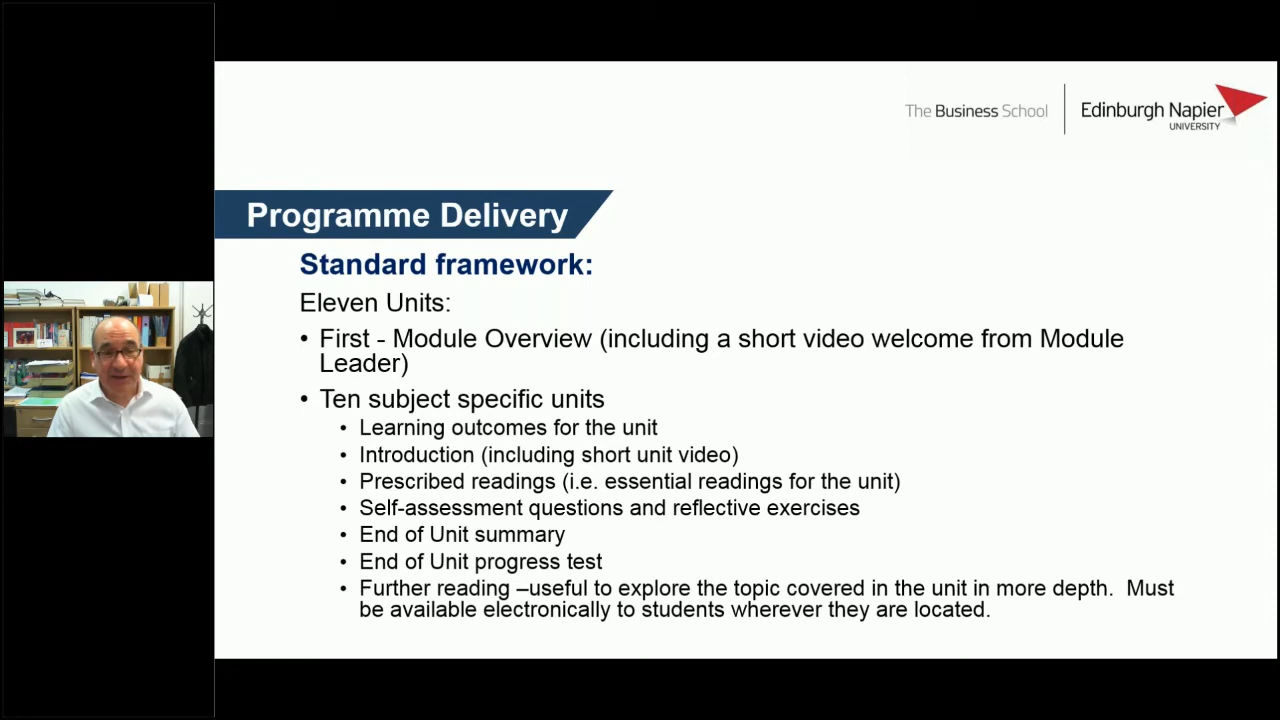 The Business School
Edinburgh Napier
UNIVERSITY
Programme Delivery
Standard framework:
Eleven Units:
• First - Module Overview (including a short video welcome from Module
Leader)
• Ten subject specific units
• Learning outcomes for the unit
• Introduction (including short unit video)
• Prescribed readings (i.e. essential readings for the unit)
• Self-assessment questions and reflective exercises
• End of Unit summary
• End of Unit progress test
• Further reading –useful to explore the topic covered in the unit in more depth.  Must
be available electronically to students wherever they are located.